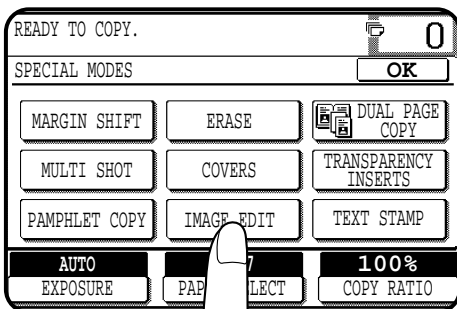 READY TO COPY.
0
SPECIAL MODES
OK
MARGIN SHIFT
ERASE
DUAL PAGE
COPY
MULTI SHOT
COVERS
TRANSPARENCY
INSERTS
PAMPHLET COPY
IMAGE EDIT
TEXT STAMP
AUTO
100%
EXPOSURE
COPY RATIO